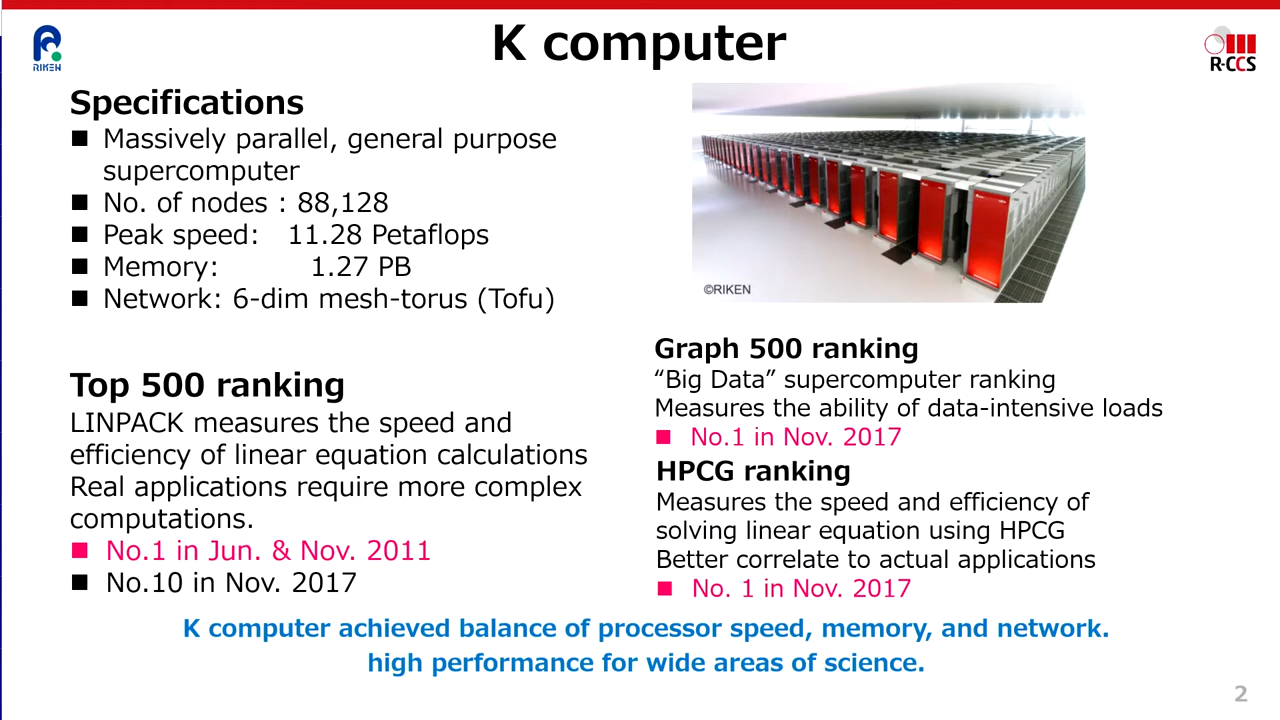 K computer
RIKEN
R-CCS
Specifications
■ Massively parallel, general purpose
supercomputer
■ No. of nodes : 88,128
■ Peak speed: 11.28 Petaflops
■ Memory: 1.27 PB
■ Network: 6-dim mesh-torus (Tofu)
©RIKEN
Top 500 ranking
LINPACK measures the speed and
efficiency of linear equation calculations
Real applications require more complex
computations.
■ No.1 in Jun. & Nov. 2011
■ No.10 in Nov. 2017
Graph 500 ranking
“Big Data” supercomputer ranking
Measures the ability of data-intensive loads
■ No.1 in Nov. 2017
HPCG ranking
Measures the speed and efficiency of
solving linear equation using HPCG
Better correlate to actual applications
■ No. 1 in Nov. 2017
K computer achieved balance of processor speed, memory, and network.
high performance for wide areas of science.
2